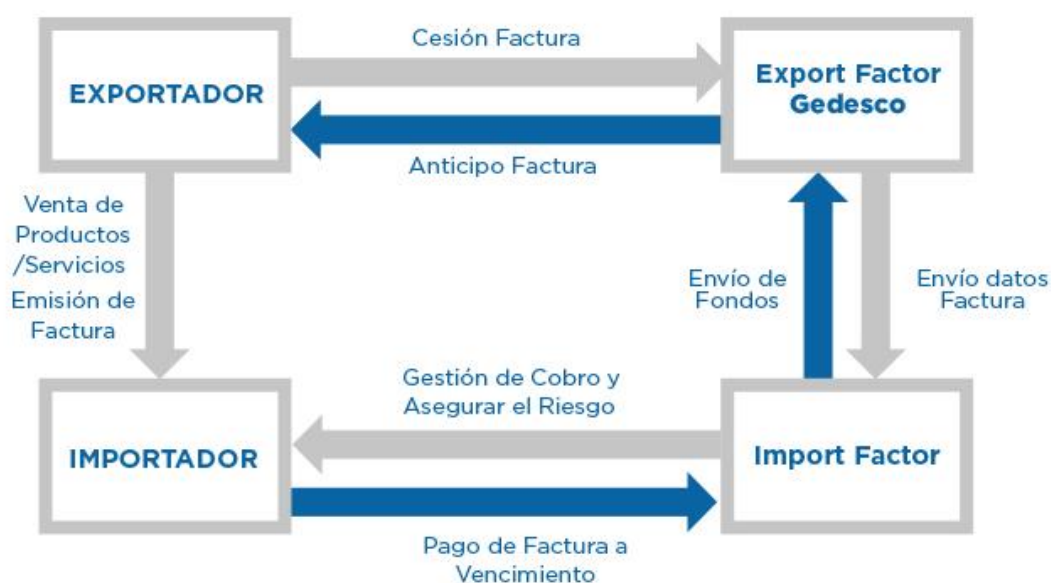 Cesión Factura
EXPORTADOR
Export Factor
Gedesco
Anticipo Factura
Venta de
Productos
/Servicios
Emisión de
Factura
Envío de
Fondos
Envío datos
Factura
Gestión de Cobro y
Asegurar el Riesgo
IMPORTADOR
Import Factor
Pago de Factura a
Vencimiento